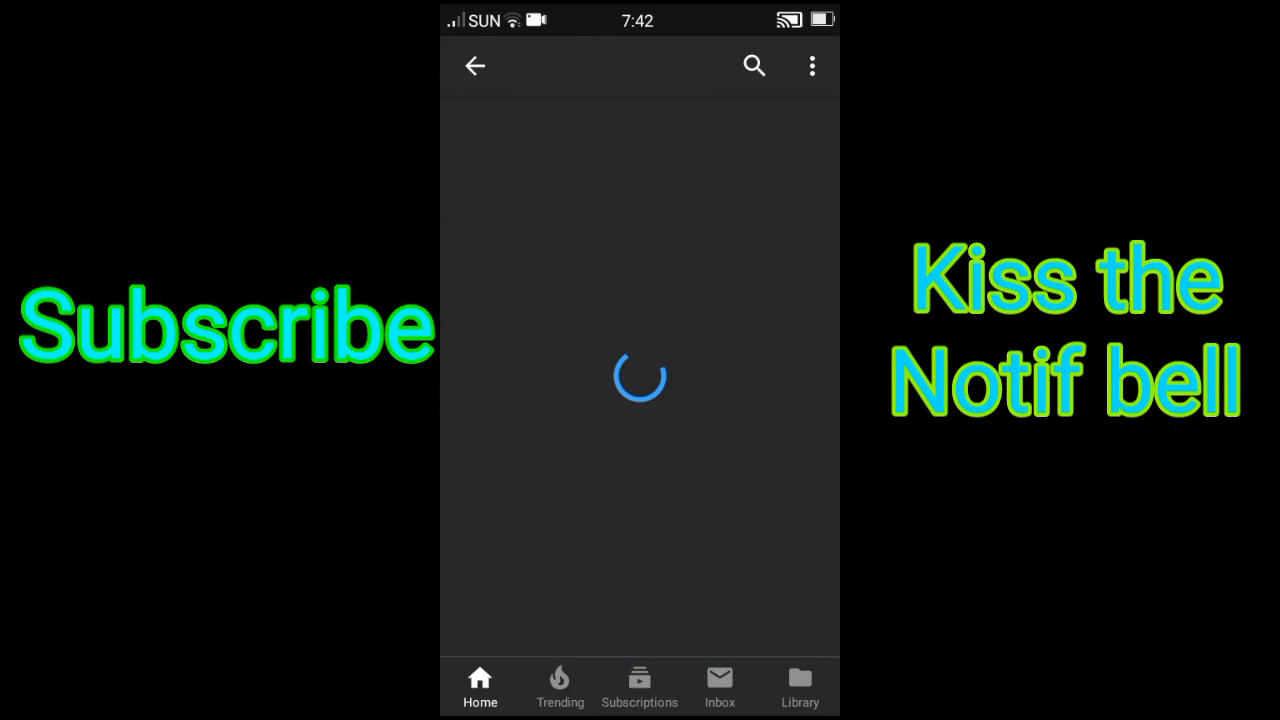 SUN 7:42
Subscribe
Kiss the
Notif bell
Home Trending Subscriptions Inbox Library